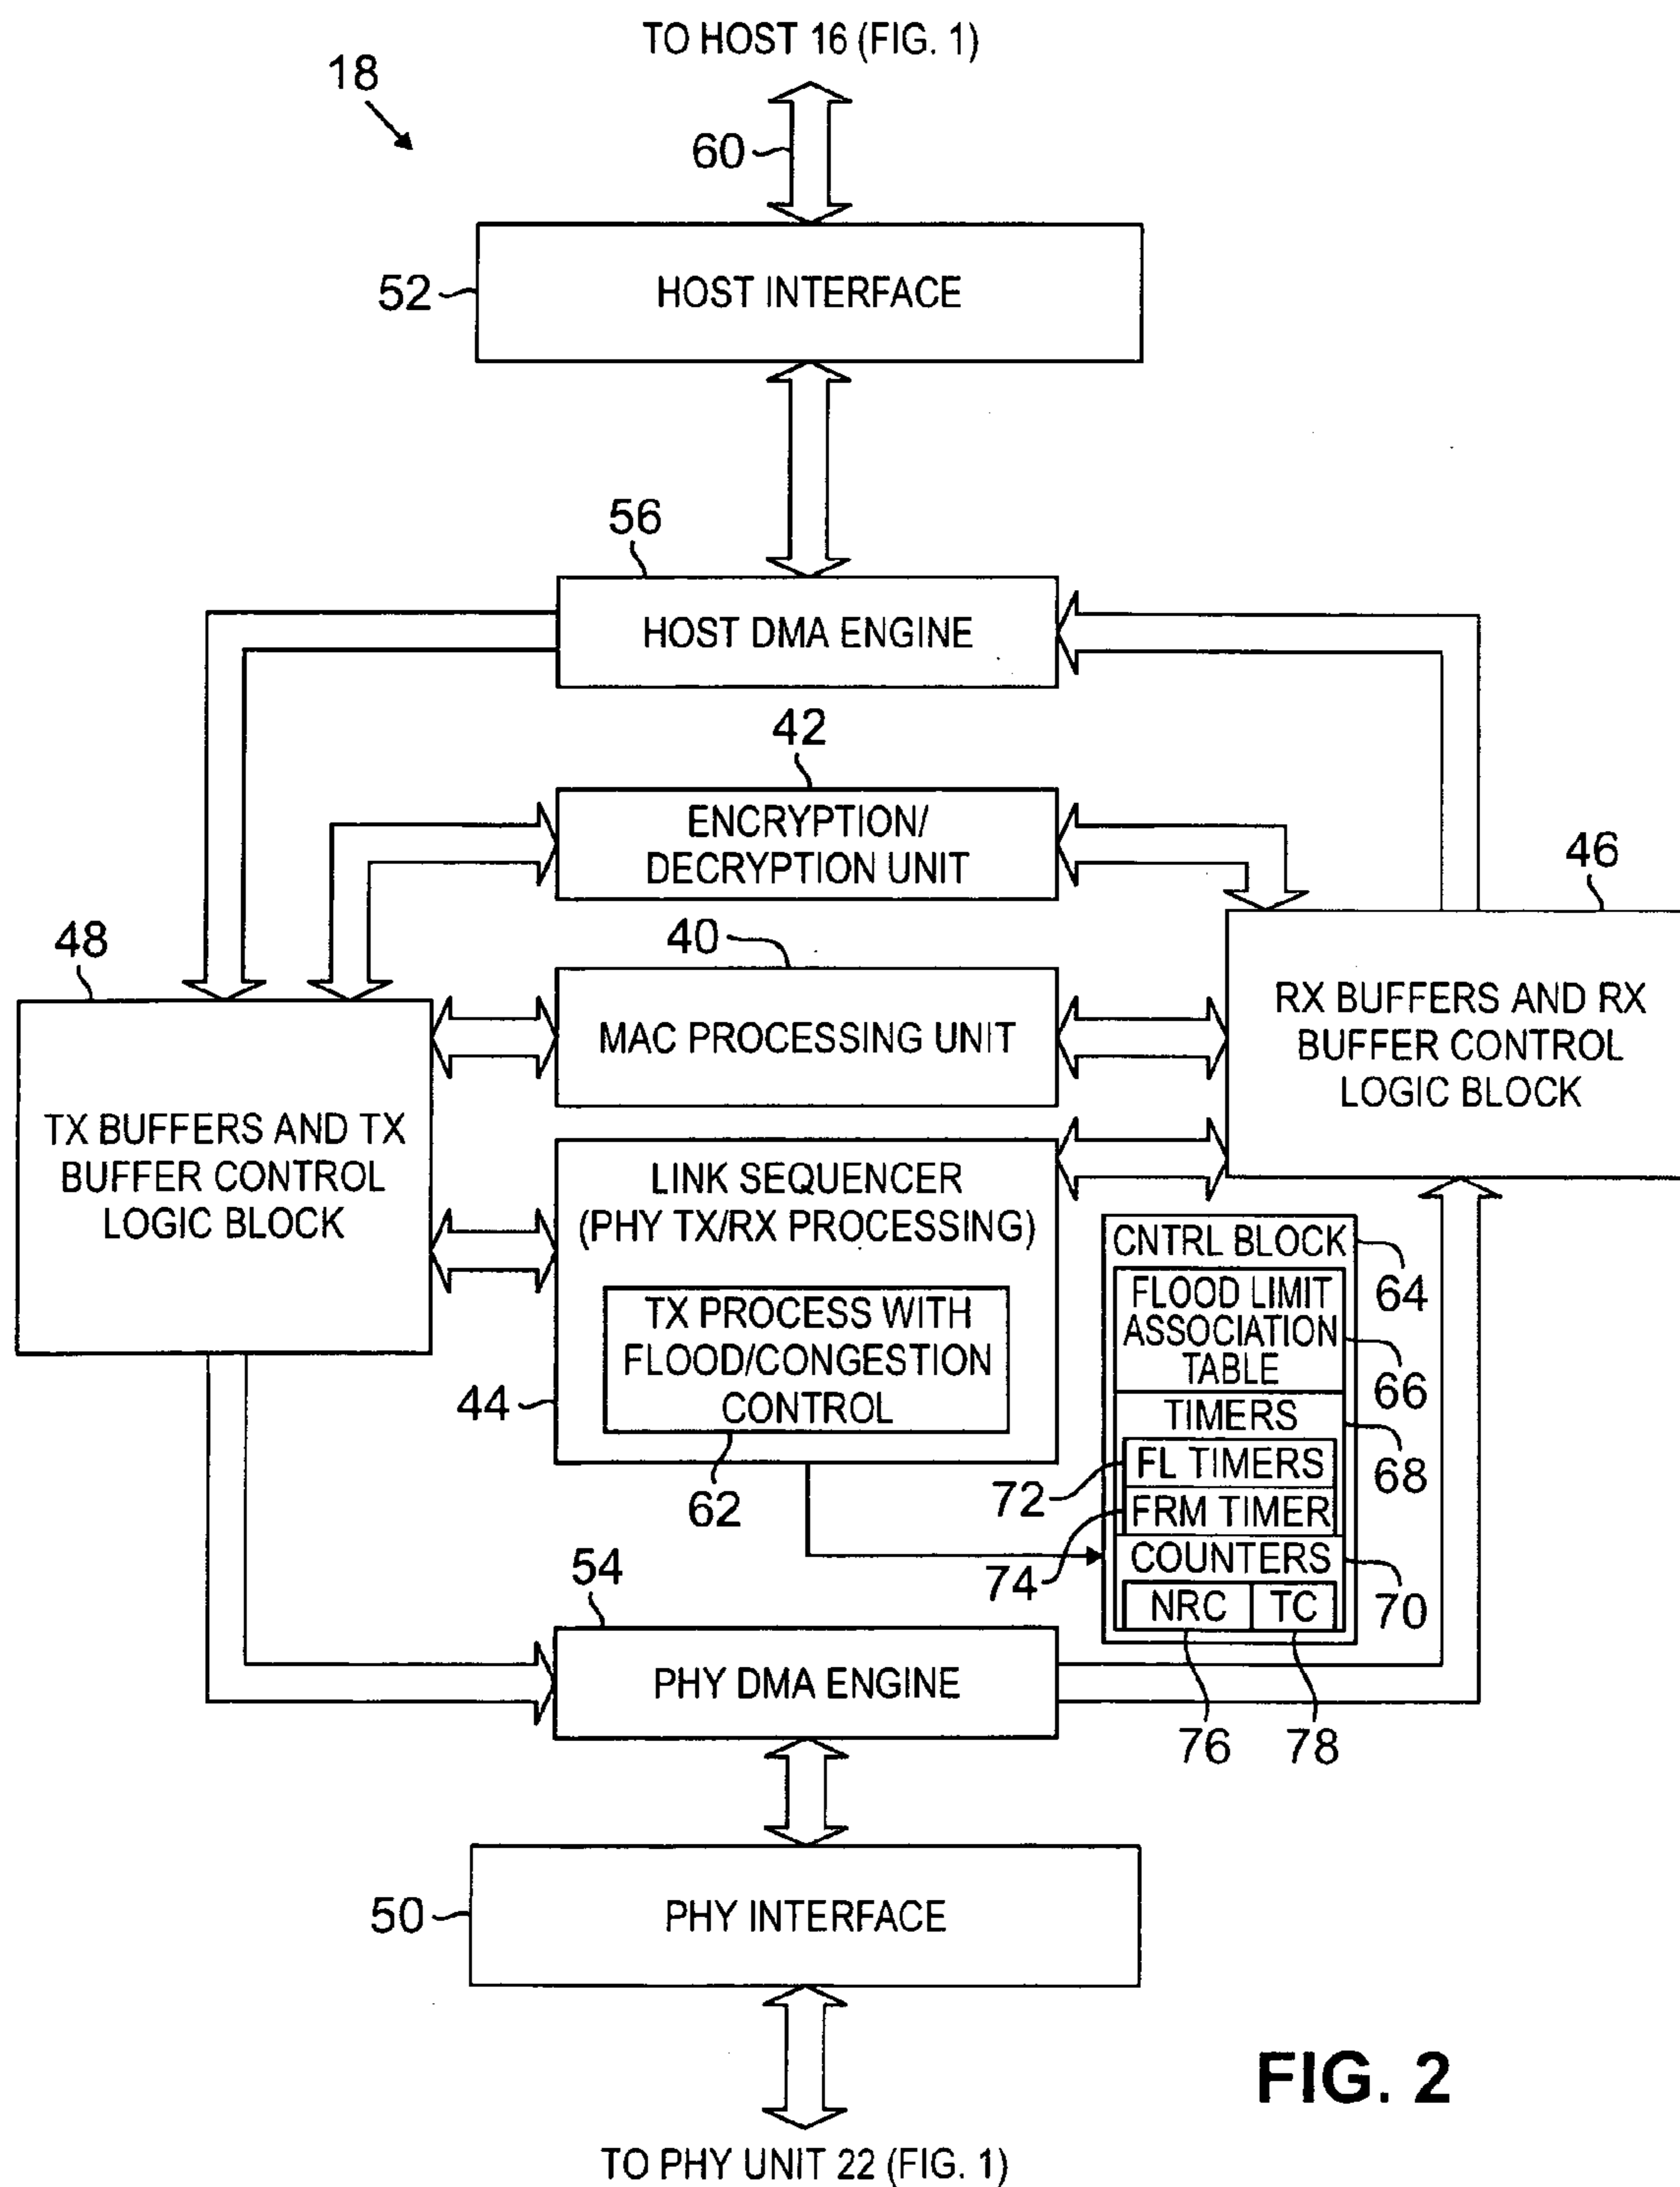 TO HOST 16 (FIG. 1)
18
60
52
HOST INTERFACE
56
HOST DMA ENGINE
42
ENCRYPTION/
DECRYPTION UNIT
46
48
40
RX BUFFERS AND RX
BUFFER CONTROL
LOGIC BLOCK
MAC PROCESSING UNIT
TX BUFFERS AND TX
BUFFER CONTROL
LOGIC BLOCK
LINK SEQUENCER
(PHY TX/RX PROCESSING)
TX PROCESS WITH
FLOOD/CONGESTION
CONTROL
44
62
CNTRL BLOCK
64
FLOOD LIMIT
ASSOCIATION
TABLE
66
TIMERS
68
72
FL TIMERS
74
FRM TIMER
COUNTERS
70
NRC
TC
76
78
54
PHY DMA ENGINE
50
PHY INTERFACE
FIG. 2
TO PHY UNIT 22 (FIG. 1)